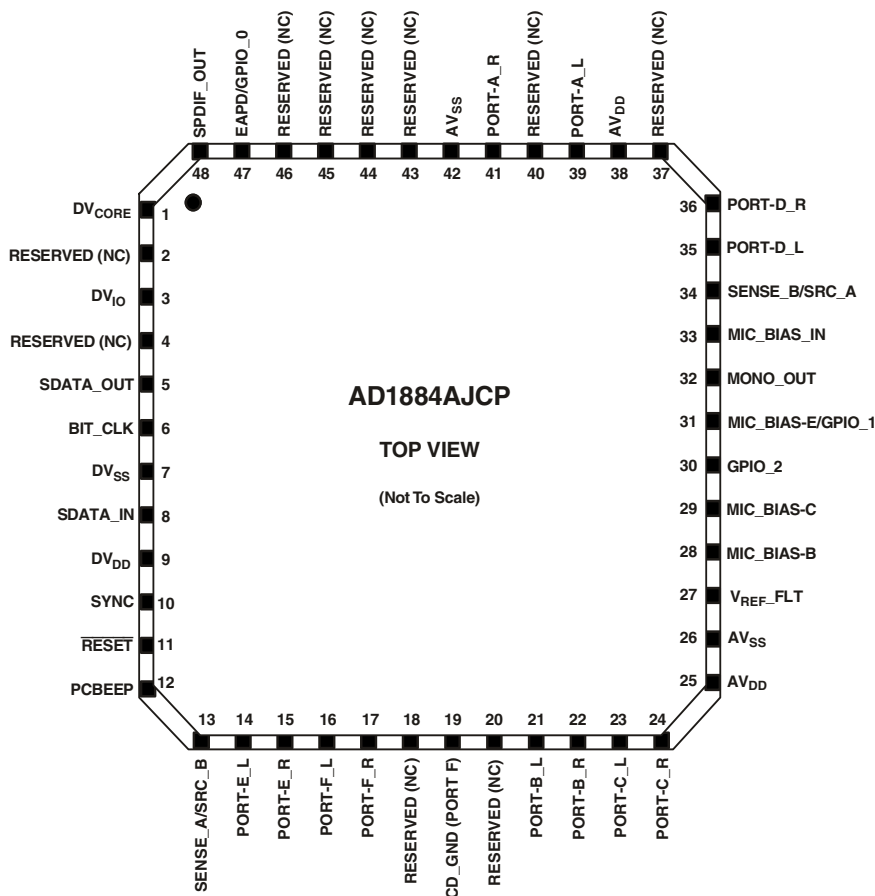 SPDIF_OUT
EAPD/GPIO_0
RESERVED (NC)
RESERVED (NC)
RESERVED (NC)
RESERVED (NC)
AVSS
PORT-A_R
RESERVED (NC)
PORT-A_L
AVDD
RESERVED (NC)
48 47 46 45 44 43 42 41 40 39 38 37
DVCORE 1
RESERVED (NC) 2
DVIO 3
RESERVED (NC) 4
SDATA_OUT 5
BIT_CLK 6
DVSS 7
SDATA_IN 8
DVDD 9
SYNC 10
RESET 11
PCBEEP 12
AD1884AJCP
TOP VIEW
(Not To Scale)
36 PORT-D_R
35 PORT-D_L
34 SENSE_B/SRC_A
33 MIC_BIAS_IN
32 MONO_OUT
31 MIC_BIAS-E/GPIO_1
30 GPIO_2
29 MIC_BIAS-C
28 MIC_BIAS-B
27 VREF_FLT
26 AVSS
25 AVDD
13 14 15 16 17 18 19 20 21 22 23 24
SENSE_A/SRC_B
PORT-E_L
PORT-E_R
PORT-F_L
PORT-F_R
RESERVED (NC)
CD_GND (PORT F)
RESERVED (NC)
PORT-B_L
PORT-B_R
PORT-C_L
PORT-C_R